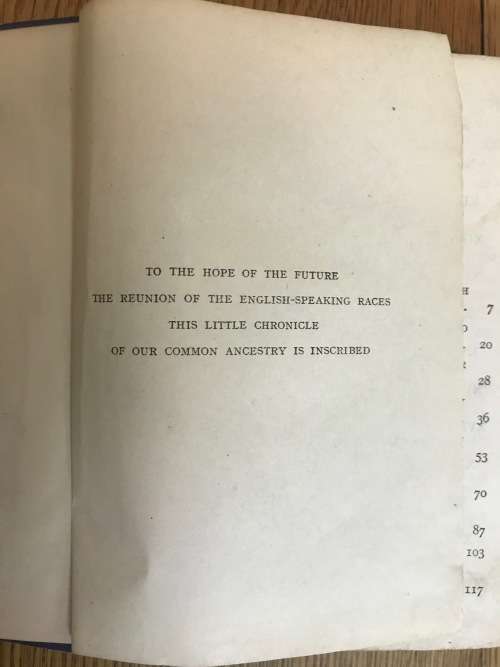 TO THE HOPE OF THE FUTURE
THE REUNION OF THE ENGLISH-SPEAKING RACES
THIS LITTLE CHRONICLE
OF OUR COMMON ANCESTRY IS INSCRIBED
H
7
20
28
36
53
70
87
103
117